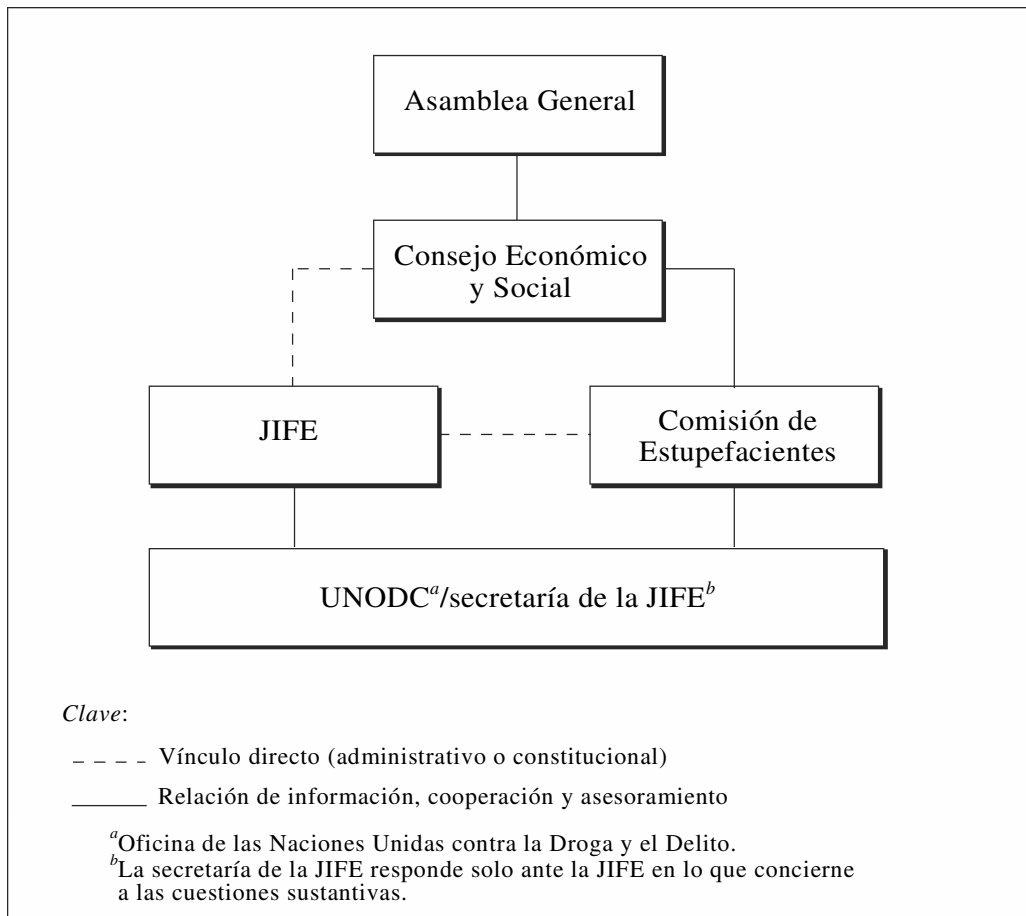 Asamblea General
Consejo Económico
y Social
JIFE
Comisión de
Estupefacientes
UNODCa/secretaría de la JIFEb
Clave:
Vínculo directo (administrativo o constitucional)
Relación de información, cooperación y asesoramiento
aOficina de las Naciones Unidas contra la Droga y el Delito.
bLa secretaría de la JIFE responde solo ante la JIFE en lo que concierne
a las cuestiones sustantivas.